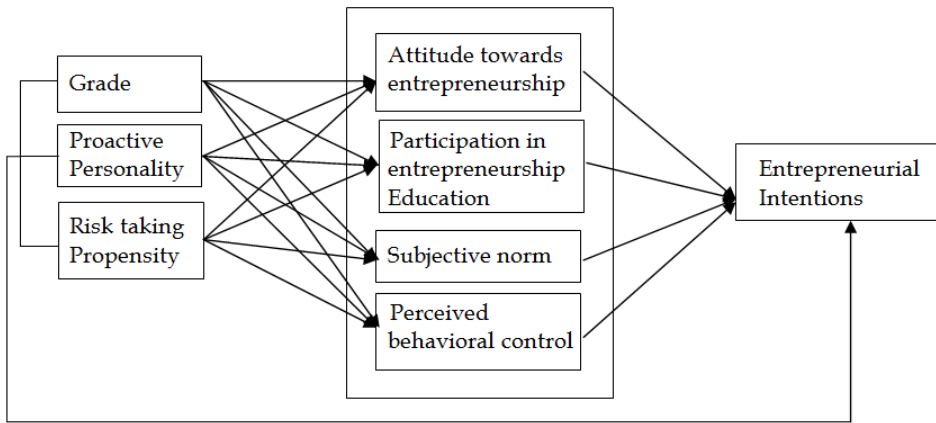 Grade
Proactive
Personality
Risk taking
Propensity
Attitude towards
entrepreneurship
Participation in
entrepreneurship
Education
Subjective norm
Perceived
behavioral control
Entrepreneurial
Intentions